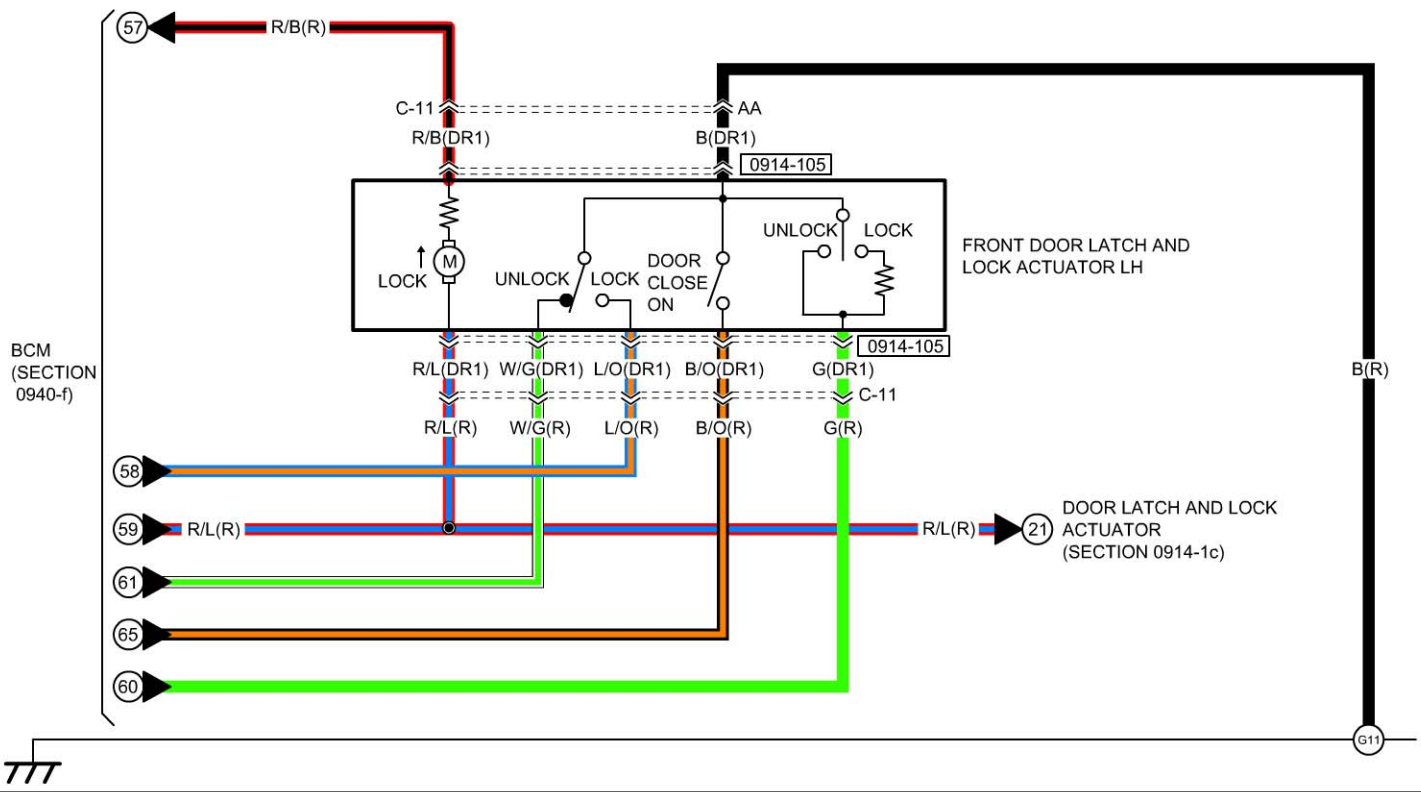 57
R/B(R)
C-11
AA
R/B(DR1)
B(DR1)
0914-105
UNLOCK
LOCK
M
LOCK
UNLOCK
LOCK
DOOR
CLOSE
ON
FRONT DOOR LATCH AND
LOCK ACTUATOR LH
0914-105
BCM
(SECTION
0940-f)
R/L(DR1)
W/G(DR1)
L/O(DR1)
B/O(DR1)
G(DR1)
B(R)
C-11
R/L(R)
W/G(R)
L/O(R)
B/O(R)
G(R)
58
59
R/L(R)
R/L(R)
21
DOOR LATCH AND LOCK
ACTUATOR
(SECTION 0914-1c)
61
65
60
G11